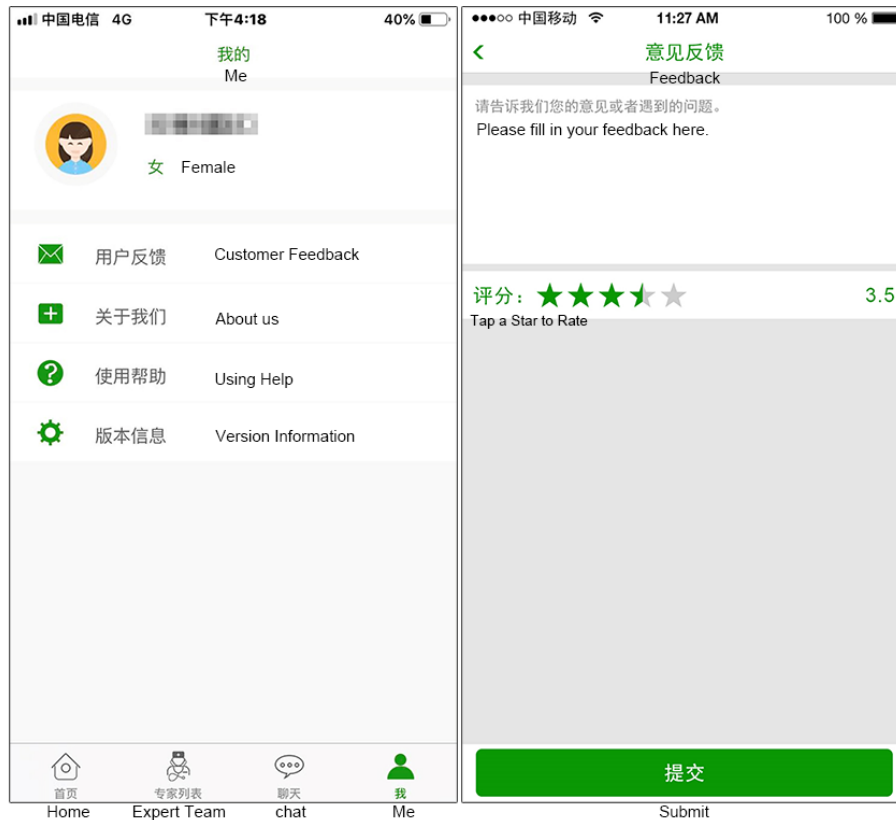 中国电信 4G 下午4:18 40%
我的
Me
女 Female
用户反馈 Customer Feedback
关于我们 About us
使用帮助 Using Help
版本信息 Version Information
首页 专家列表 聊天 我
Home Expert Team chat Me
中国移动 11:27 AM 100 %
意见反馈
Feedback
请告诉我们您的意见或者遇到的问题。
Please fill in your feedback here.
评分： 3.5
Tap a Star to Rate
提交
Submit